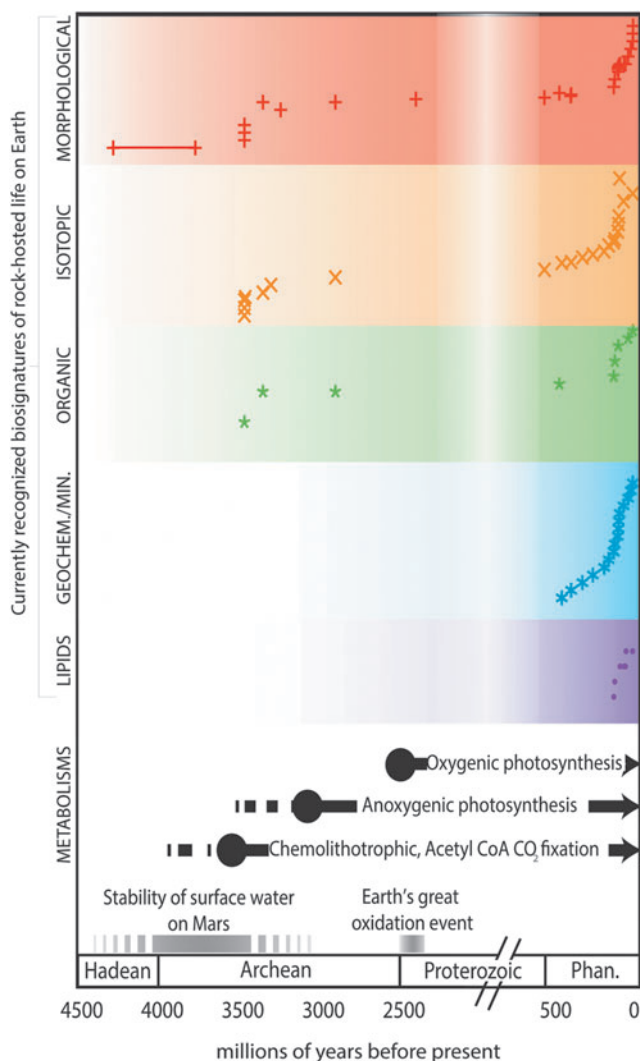 Currently recognized biosignatures of rock-hosted life on Earth
MORPHOLOGICAL
ISOTOPIC
ORGANIC
GEOCHEM./MIN.
LIPIDS
METABOLISMS
Oxygenic photosynthesis
Anoxygenic photosynthesis
Chemolithotrophic, Acetyl CoA CO₂ fixation
Stability of surface water
on Mars
Earth's great
oxidation event
Hadean Archean Proterozoic Phan.
4500 4000 3500 3000 2500 500 0
millions of years before present